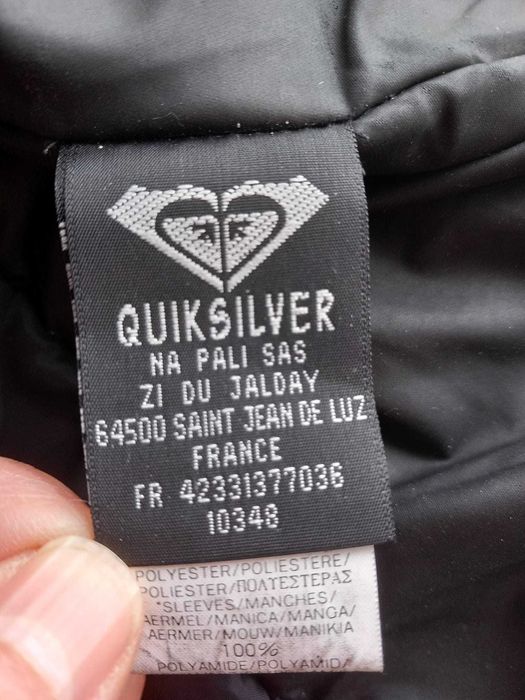 QUIKSILVER
NA PALI SAS
ZI DU JALDAY
64500 SAINT JEAN DE LUZ
FRANCE
FR 42331377036
10348
POLYESTER/POLIESTERE/
POLIESTER/ΠΟΛΥΕΣΤΕΡΑΣ
*SLEEVES/MANCHES/
AERMEL/MANICA/MANGA/
AERMER/MOUW/MANIKIA
100%
POLYAMIDE/POLYAMID/